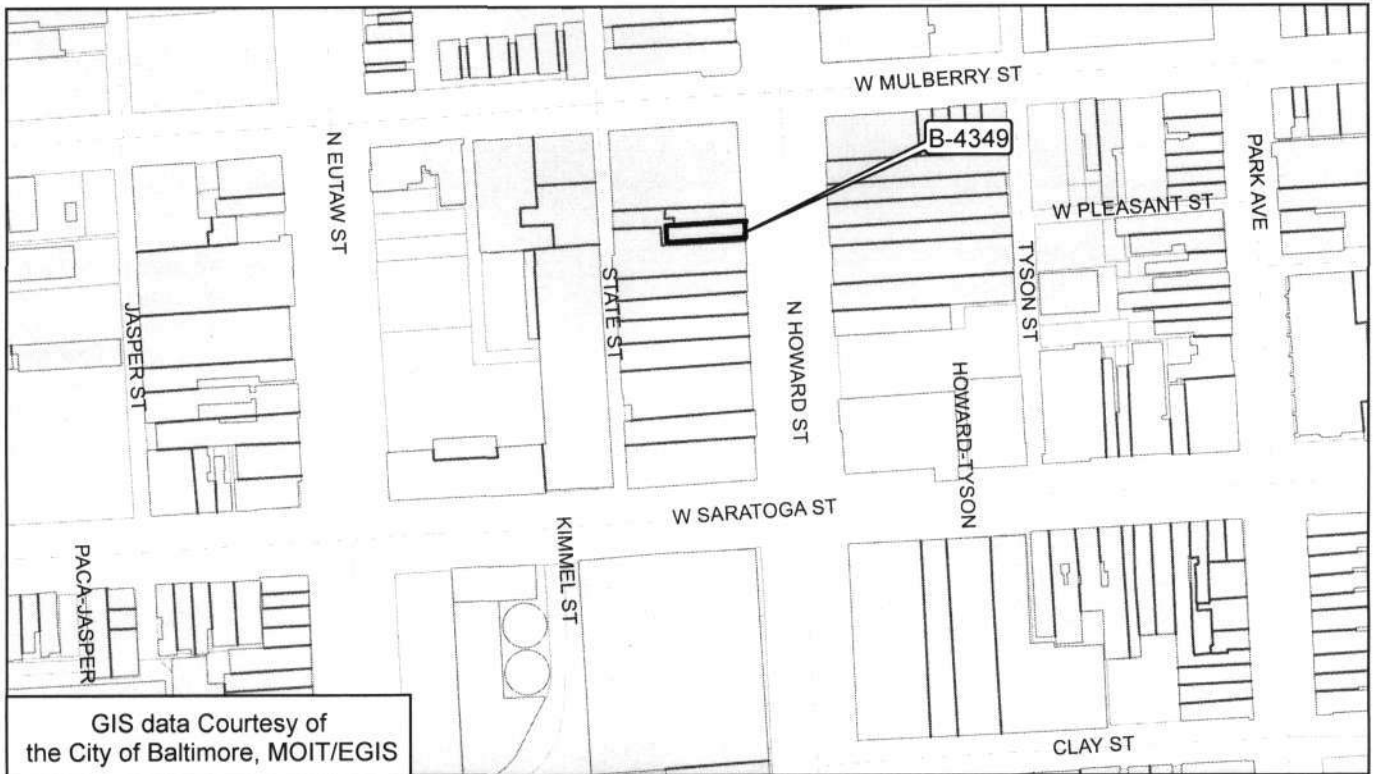 W MULBERRY ST
B-4349
N EUTAW ST
PARK AVE
W PLEASANT ST
STATE ST
TYSON ST
JASPER ST
N HOWARD ST
HOWARD-TYSON
W SARATOGA ST
KIMMEL ST
PACA-JASPER
GIS data Courtesy of
the City of Baltimore, MOIT/EGIS
CLAY ST